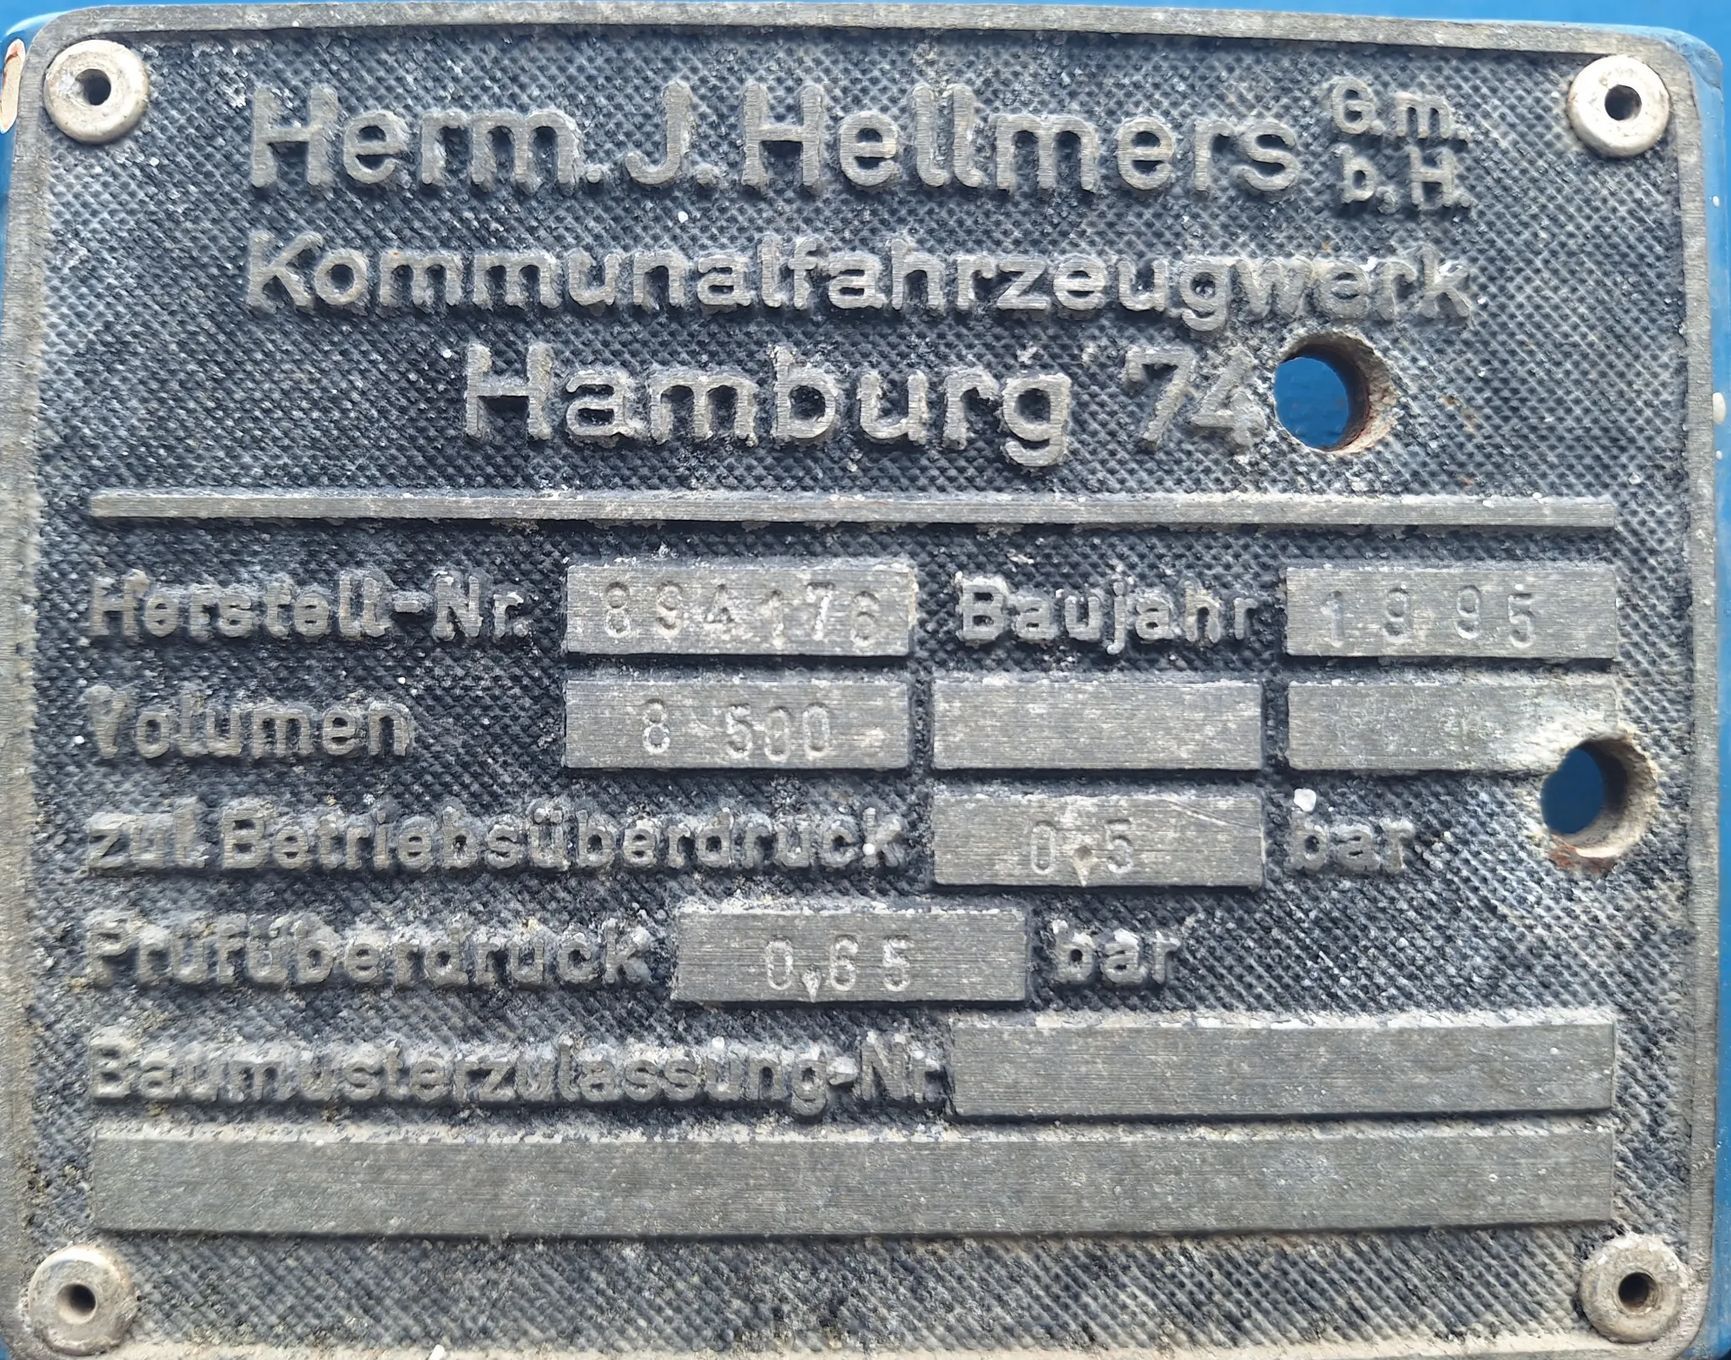 Herm. J. Hellmers G.m.b.H.
Kommunalfahrzeugwerk
Hamburg 74
Herstell-Nr. 894176 Baujahr 1995
Volumen 8 500
zul. Betriebsüberdruck 0,5 bar
Prüfüberdruck 0,65 bar
Baumusterzulassung-Nr.